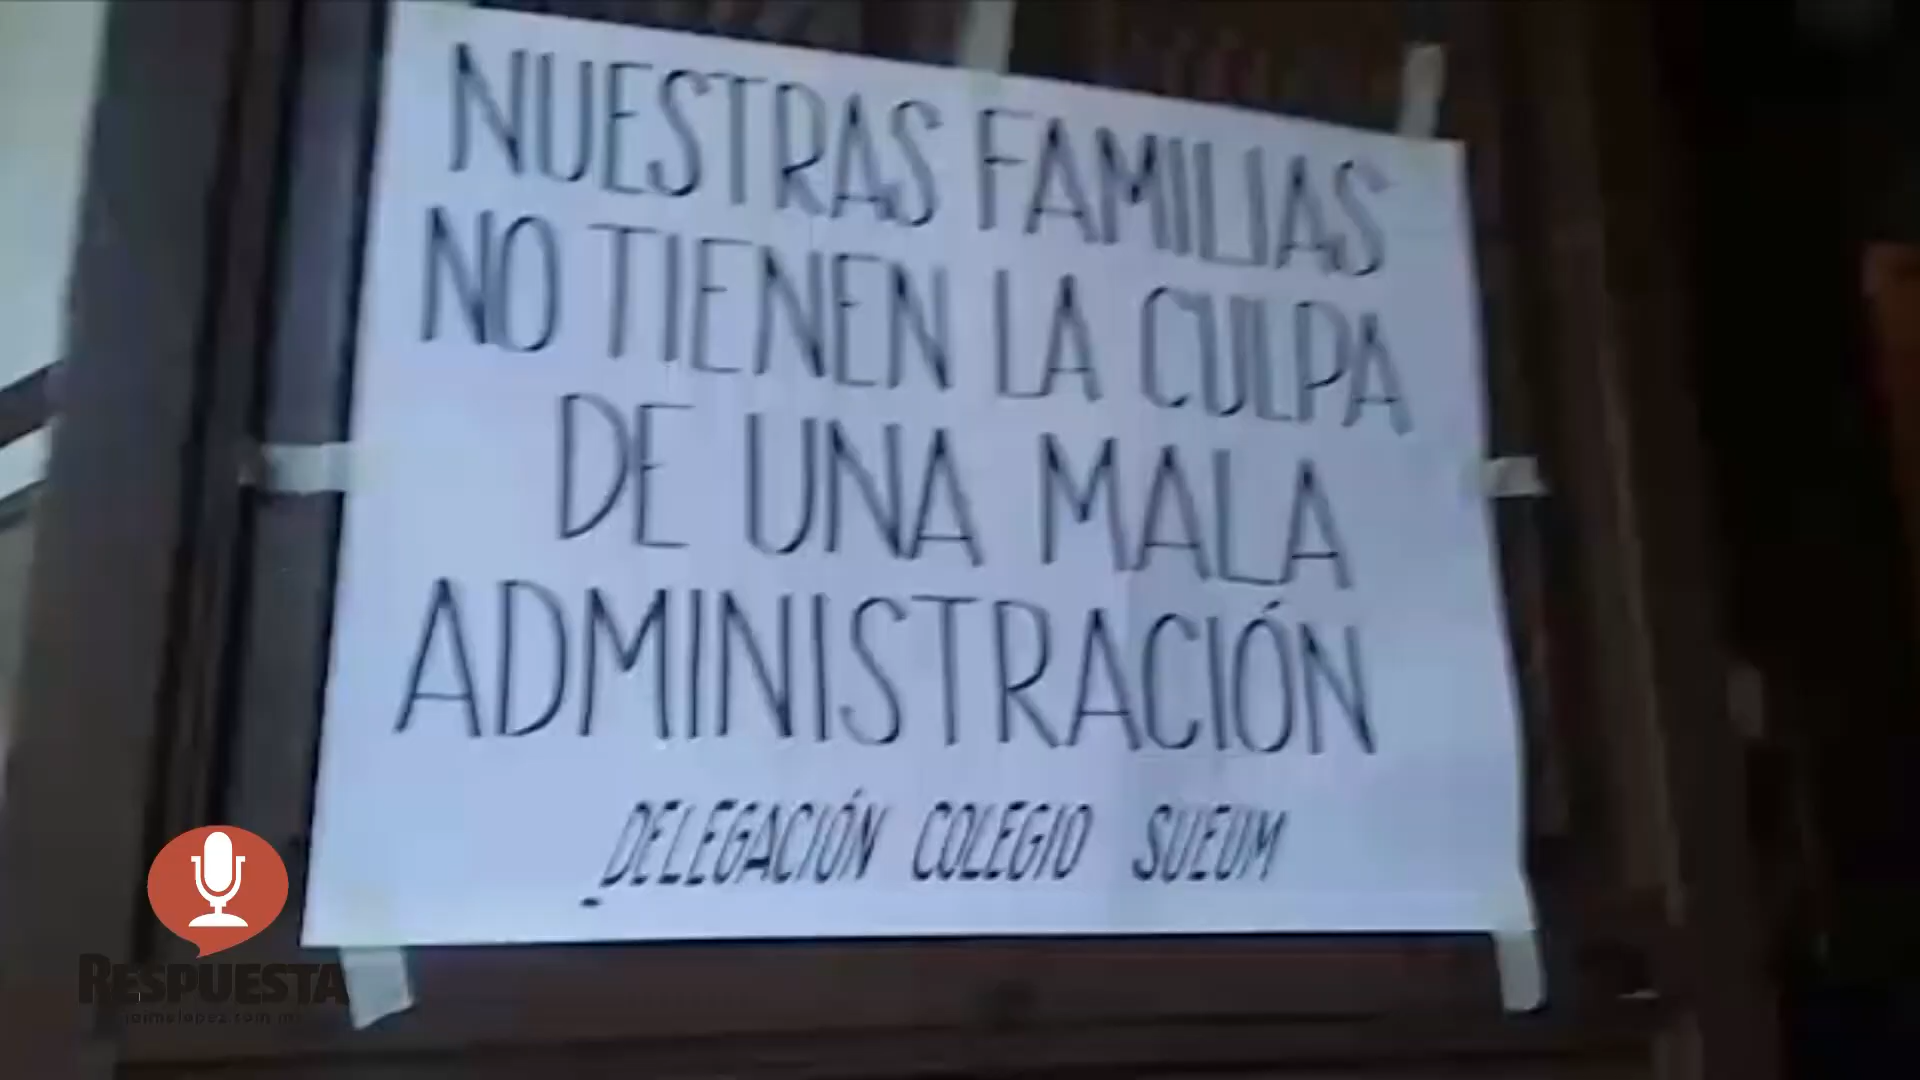 NUESTRAS FAMILIAS
NO TIENEN LA CULPA
DE UNA MALA
ADMINISTRACIÓN
DELEGACIÓN COLEGIO SUEUM
RESPUESTA